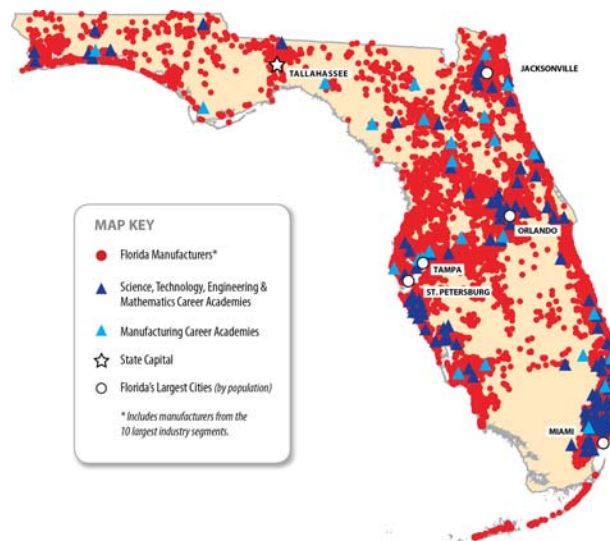 TALLAHASSEE
JACKSONVILLE
ORLANDO
TAMPA
ST. PETERSBURG
MIAMI
MAP KEY
Florida Manufacturers*
Science, Technology, Engineering &
Mathematics Career Academies
Manufacturing Career Academies
State Capital
Florida's Largest Cities (by population)
* Includes manufacturers from the
10 largest industry segments.